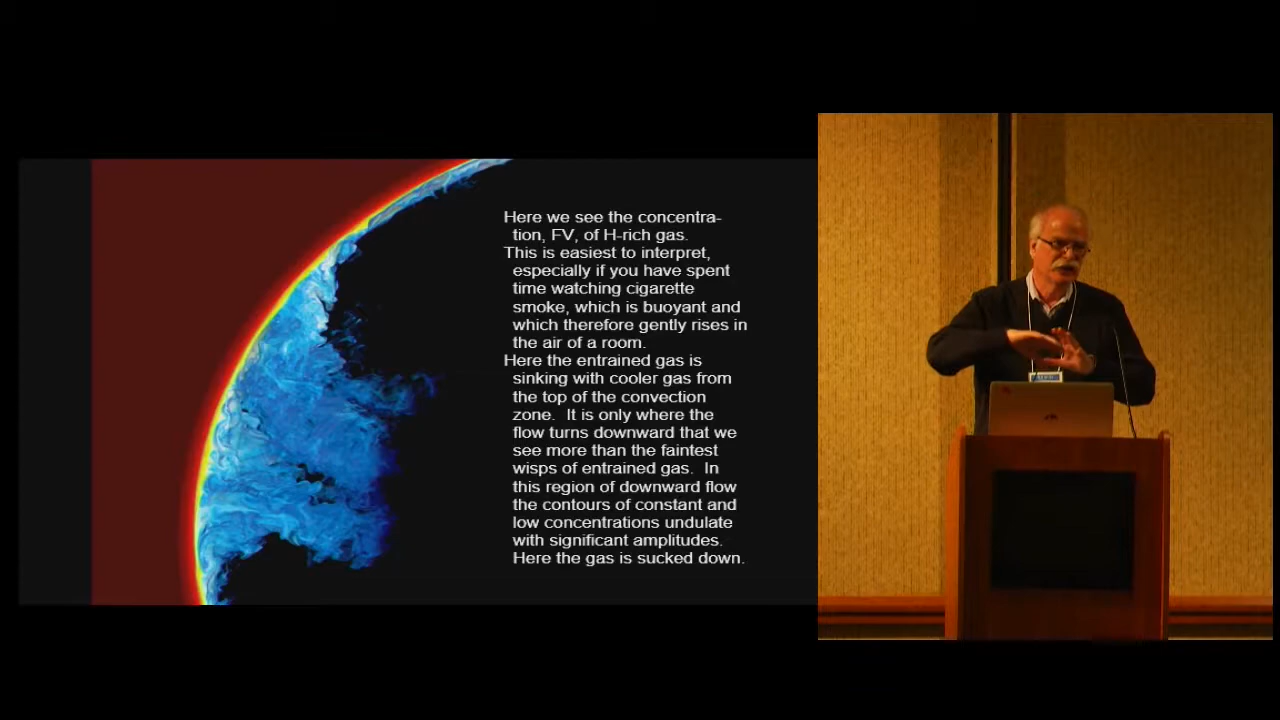 Here we see the concentra-
tion, FV, of H-rich gas.
This is easiest to interpret,
especially if you have spent
time watching cigarette
smoke, which is buoyant and
which therefore gently rises in
the air of a room.
Here the entrained gas is
sinking with cooler gas from
the top of the convection
zone.  It is only where the
flow turns downward that we
see more than the faintest
wisps of entrained gas.  In
this region of downward flow
the contours of constant and
low concentrations undulate
with significant amplitudes.
Here the gas is sucked down.